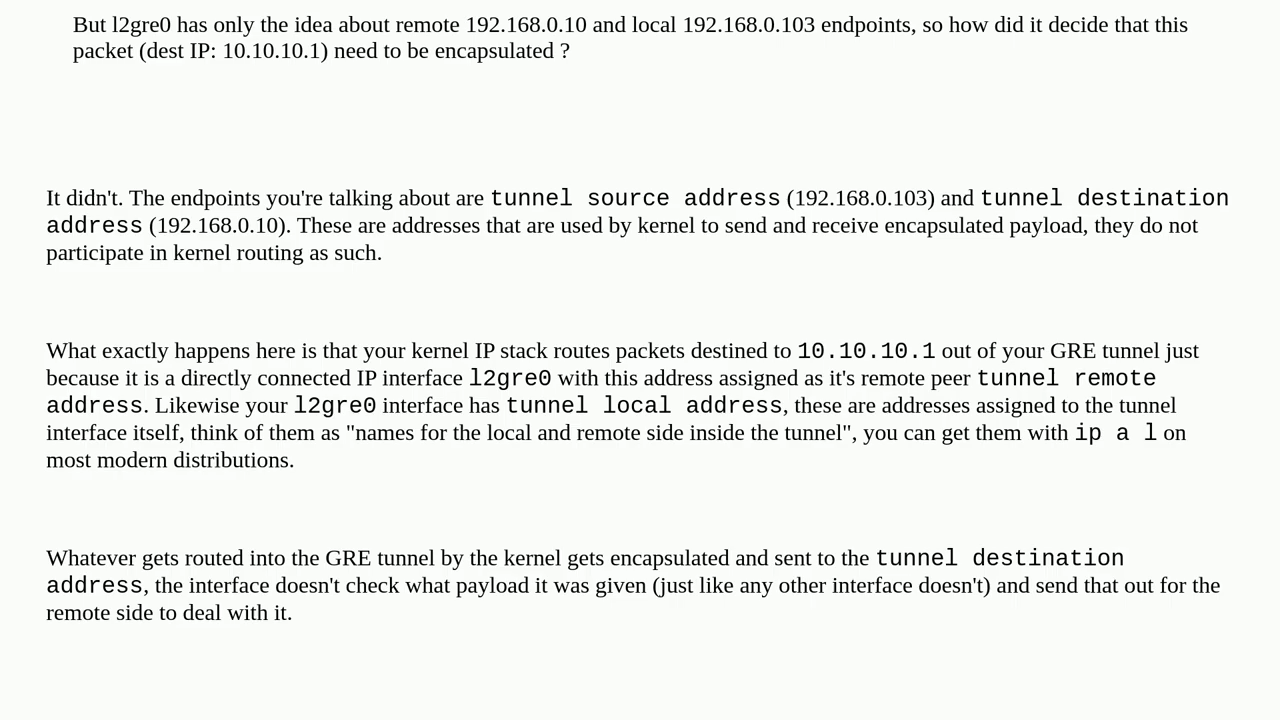 But l2gre0 has only the idea about remote 192.168.0.10 and local 192.168.0.103 endpoints, so how did it decide that this
packet (dest IP: 10.10.10.1) need to be encapsulated ?
It didn't. The endpoints you're talking about are tunnel source address (192.168.0.103) and tunnel destination
address (192.168.0.10). These are addresses that are used by kernel to send and receive encapsulated payload, they do not
participate in kernel routing as such.
What exactly happens here is that your kernel IP stack routes packets destined to 10.10.10.1 out of your GRE tunnel just
because it is a directly connected IP interface l2gre0 with this address assigned as it's remote peer tunnel remote
address. Likewise your l2gre0 interface has tunnel local address, these are addresses assigned to the tunnel
interface itself, think of them as "names for the local and remote side inside the tunnel", you can get them with ip a l on
most modern distributions.
Whatever gets routed into the GRE tunnel by the kernel gets encapsulated and sent to the tunnel destination
address, the interface doesn't check what payload it was given (just like any other interface doesn't) and send that out for the
remote side to deal with it.